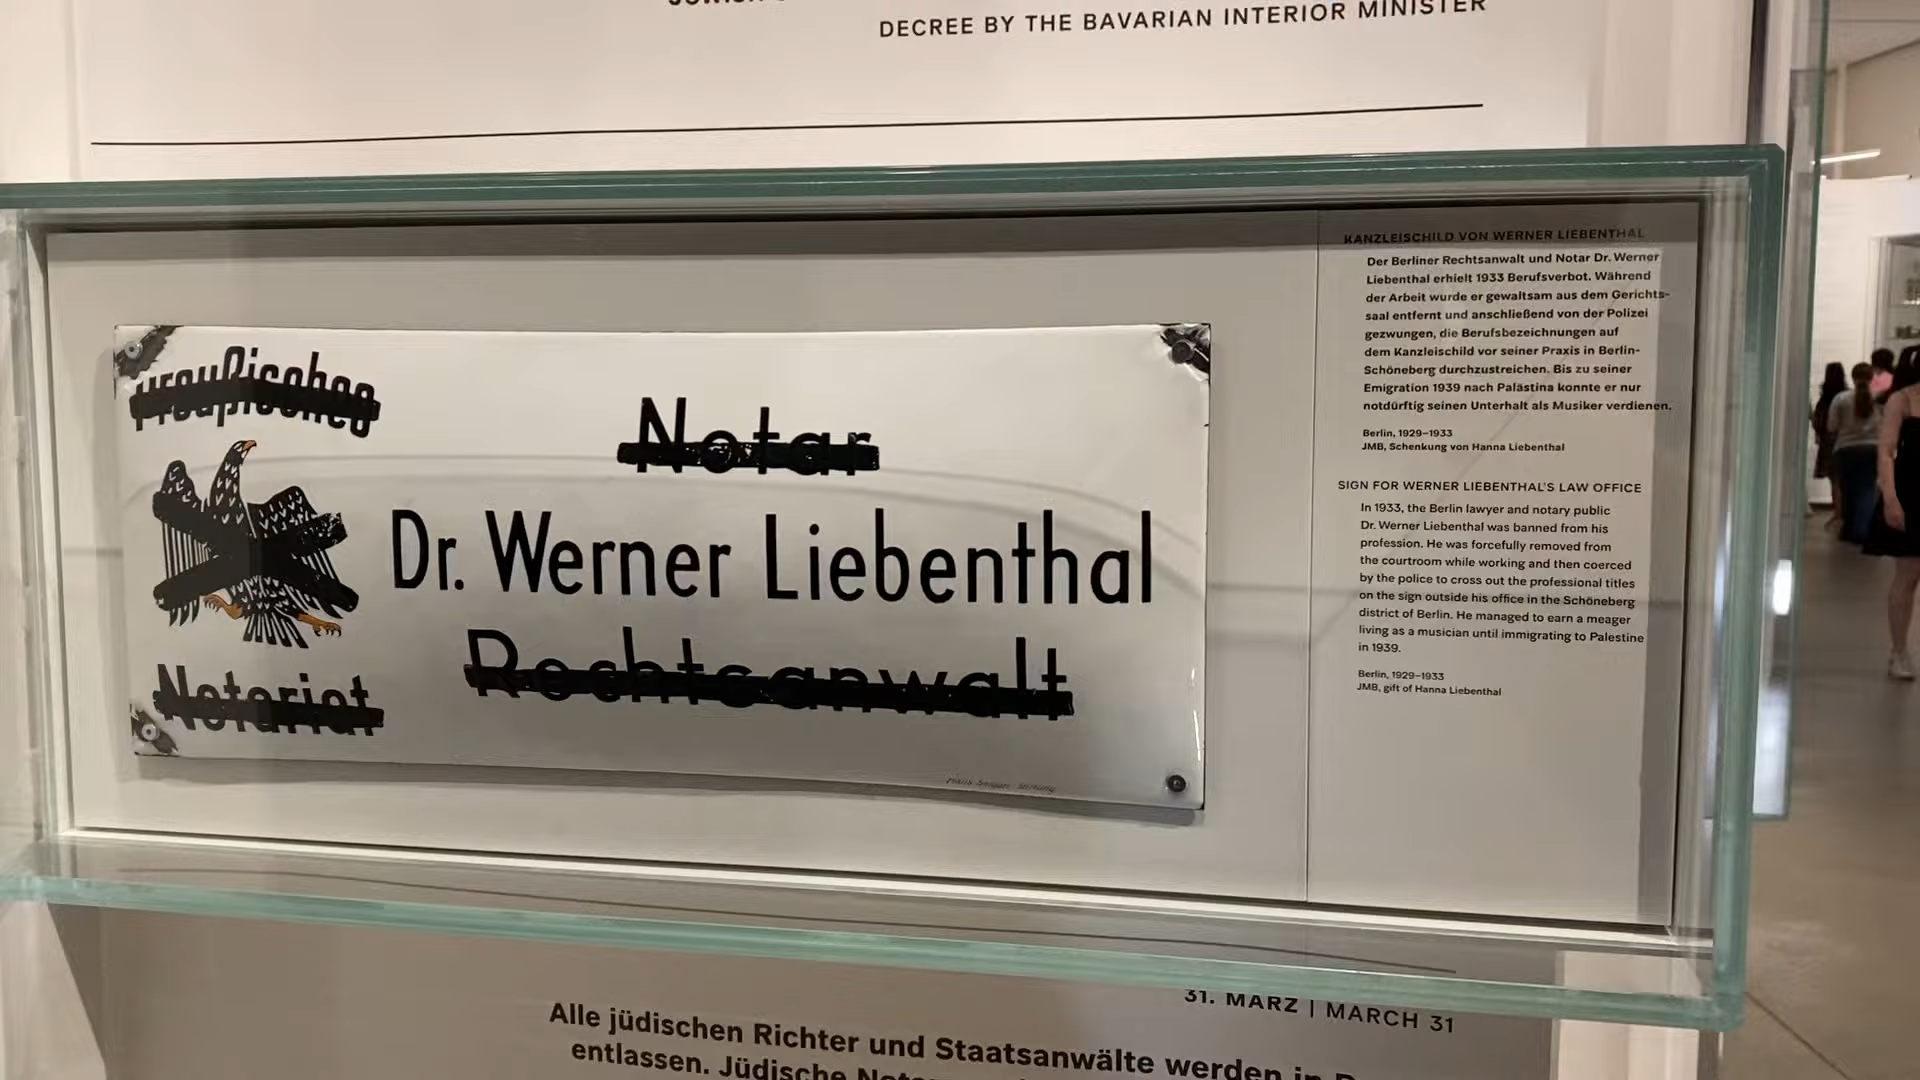 DECREE BY THE BAVARIAN INTERIOR MINISTER
Preußisches
Notariat
Notar
Dr. Werner Liebenthal
Rechtsanwalt
KANZLEISCHILD VON WERNER LIEBENTHAL
Der Berliner Rechtsanwalt und Notar Dr. Werner
Liebenthal erhielt 1933 Berufsverbot. Während
der Arbeit wurde er gewaltsam aus dem Gerichts-
saal entfernt und anschließend von der Polizei
gezwungen, die Berufsbezeichnungen auf
dem Kanzleischild vor seiner Praxis in Berlin-
Schöneberg durchzustreichen. Bis zu seiner
Emigration 1939 nach Palästina konnte er nur
notdürftig seinen Unterhalt als Musiker verdienen.
Berlin, 1929–1933
JMB, Schenkung von Hanna Liebenthal
SIGN FOR WERNER LIEBENTHAL'S LAW OFFICE
In 1933, the Berlin lawyer and notary public
Dr. Werner Liebenthal was banned from his
profession. He was forcefully removed from
the courtroom while working and then coerced
by the police to cross out the professional titles
on the sign outside his office in the Schöneberg
district of Berlin. He managed to earn a meager
living as a musician until immigrating to Palestine
in 1939.
Berlin, 1929–1933
JMB, gift of Hanna Liebenthal
31. MÄRZ | MARCH 31
Alle jüdischen Richter und Staatsanwälte werden in
entlassen. Jüdische